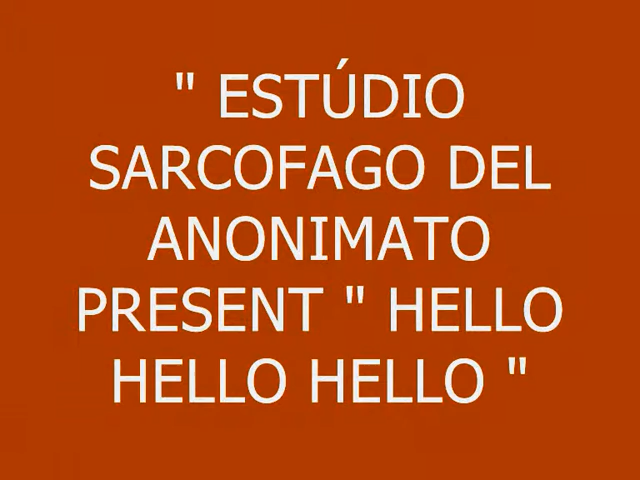 " ESTÚDIO
SARCOFAGO DEL
ANONIMATO
PRESENT " HELLO
HELLO HELLO "